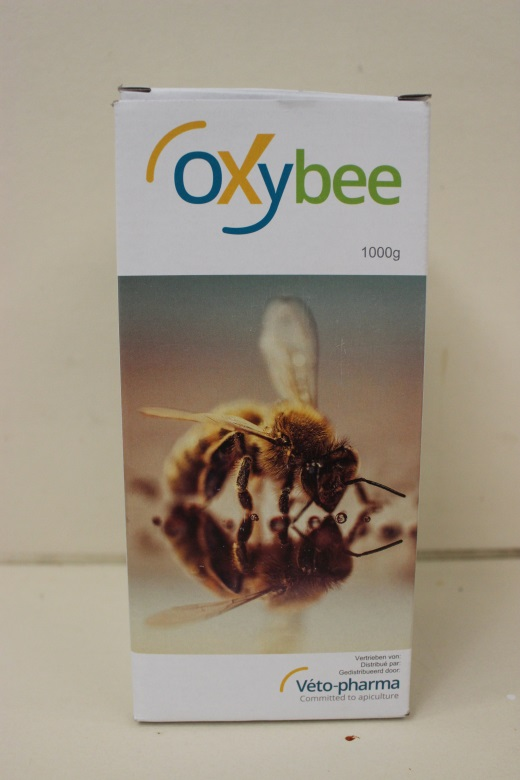 oxybee
1000g
Vertrieben von:
Distribué par:
Gedistribueerd door:
Véto-pharma
Committed to apiculture